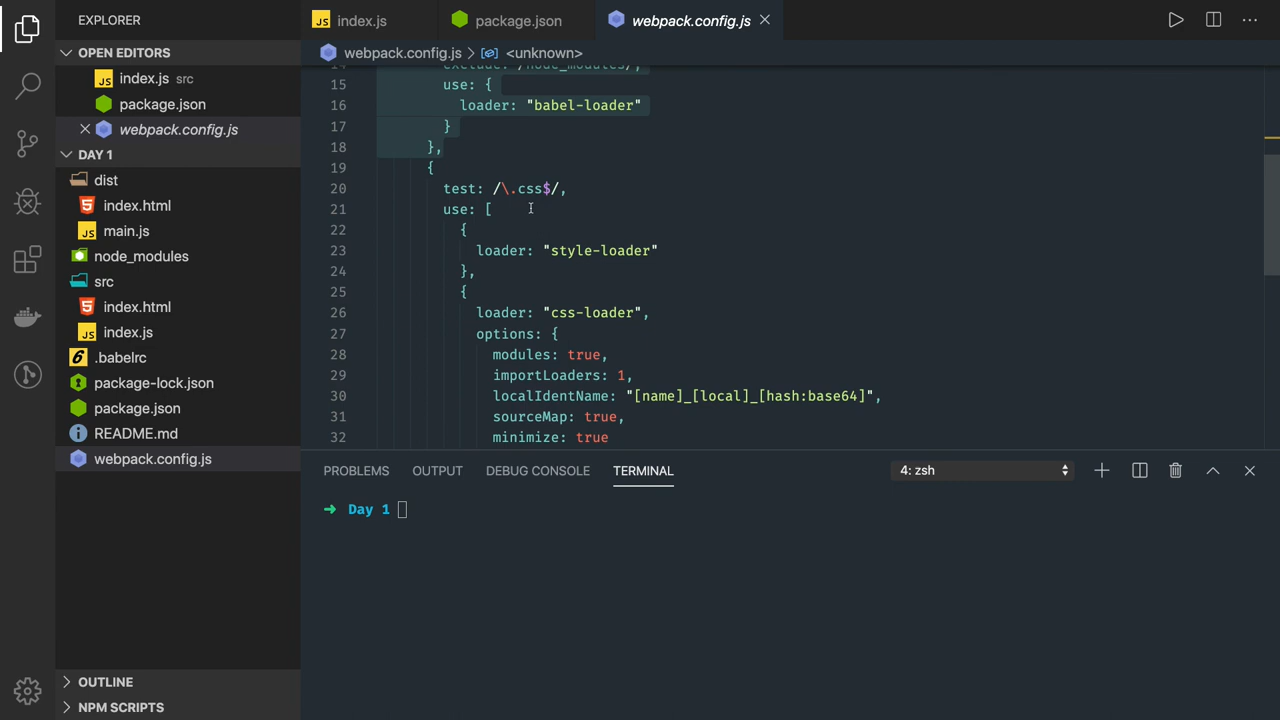 EXPLORER
OPEN EDITORS
index.js src
package.json
webpack.config.js
DAY 1
dist
index.html
main.js
node_modules
src
index.html
index.js
.babelrc
package-lock.json
package.json
README.md
webpack.config.js
OUTLINE
NPM SCRIPTS
index.js
package.json
webpack.config.js
webpack.config.js > <unknown>
14 exclude: /node_modules/,
15 use: {
16 loader: "babel-loader"
17 }
18 },
19 {
20 test: /\.css$/,
21 use: [
22 {
23 loader: "style-loader"
24 },
25 {
26 loader: "css-loader",
27 options: {
28 modules: true,
29 importLoaders: 1,
30 localIdentName: "[name]_[local]_[hash:base64]",
31 sourceMap: true,
32 minimize: true
PROBLEMS OUTPUT DEBUG CONSOLE TERMINAL 4: zsh
➜ Day 1